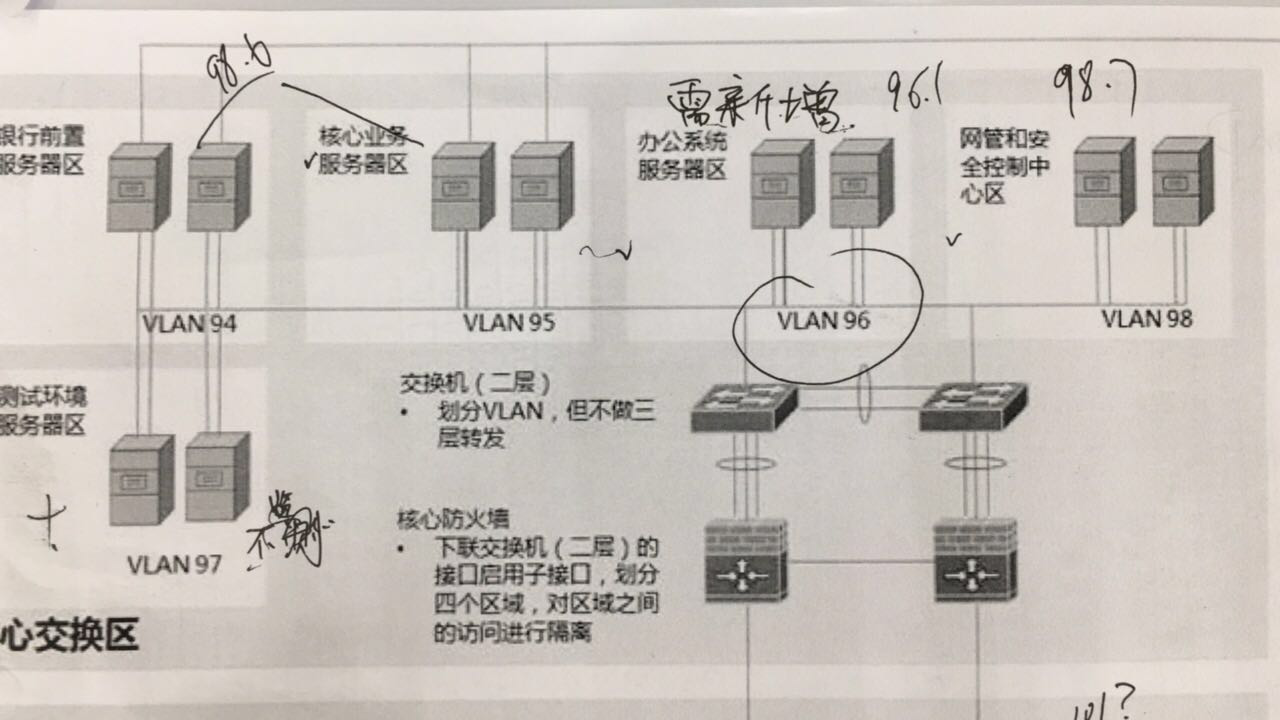 98.6
需新增 96.1 98.7
银行前置
服务器区
核心业务
服务器区
办公系统
服务器区
网管和安
全控制中
心区
VLAN 94
VLAN 95
VLAN 96
VLAN 98
测试环境
服务器区
VLAN 97
交换机（二层）
• 划分VLAN，但不做三
层转发
核心防火墙
• 下联交换机（二层）的
接口启用子接口，划分
四个区域，对区域之间
的访问进行隔离
心交换区
101?